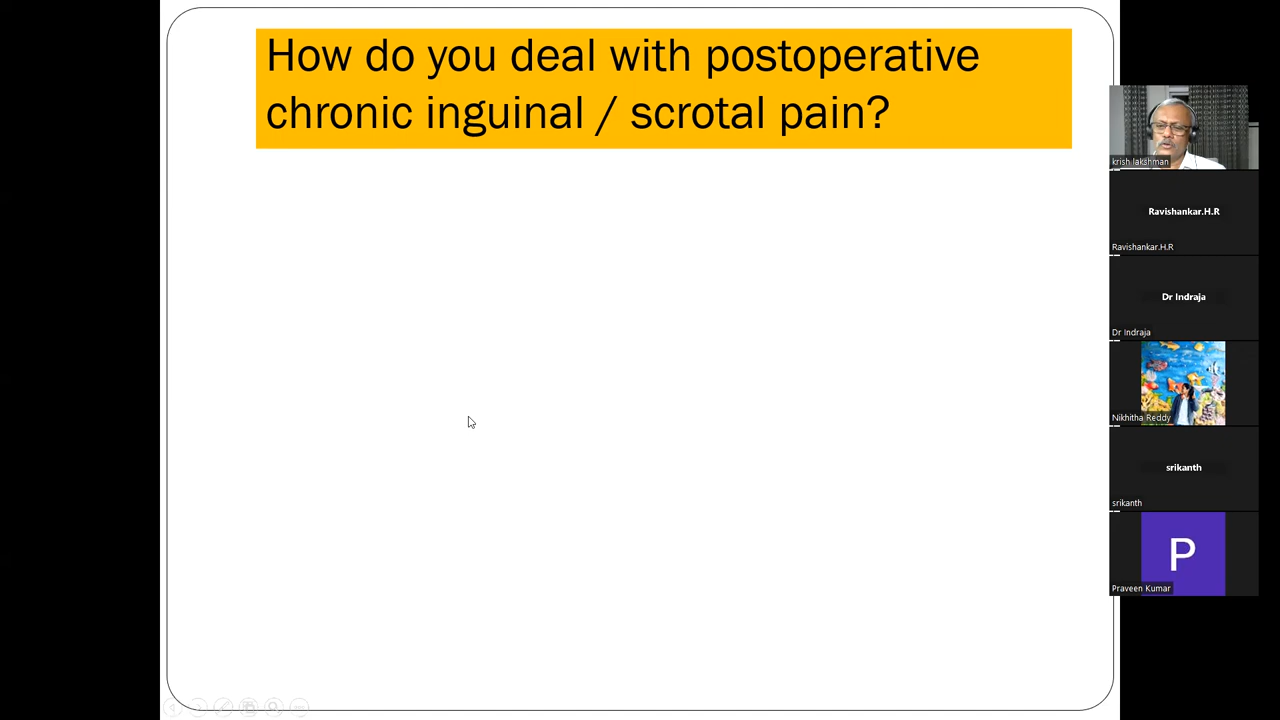 How do you deal with postoperative
chronic inguinal / scrotal pain?
krish lakshman
Ravishankar.H.R
Ravishankar.H.R
Dr Indraja
Dr Indraja
Nikhitha Reddy
srikanth
srikanth
P
Praveen Kumar